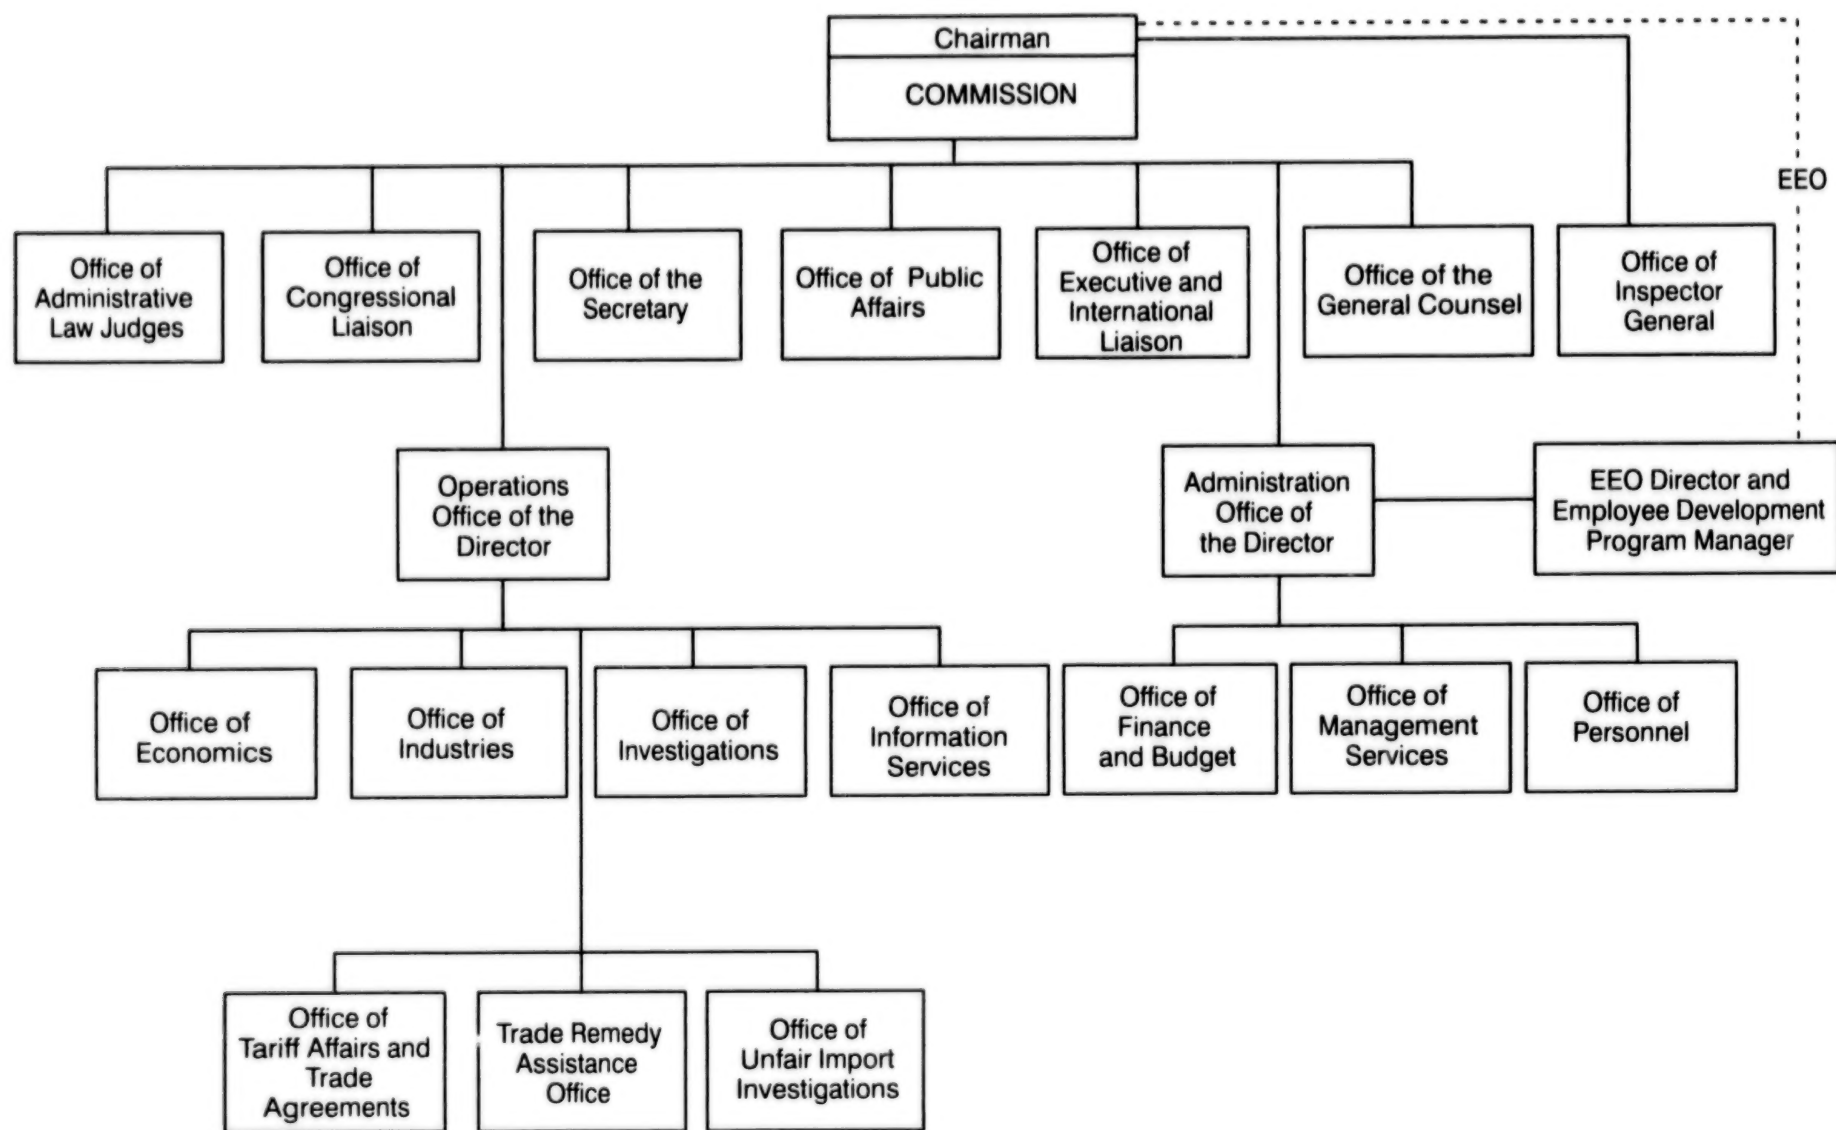 Chairman
COMMISSION
EEO
Office of
Administrative
Law Judges
Office of
Congressional
Liaison
Office of the
Secretary
Office of Public
Affairs
Office of
Executive and
International
Liaison
Office of the
General Counsel
Office of
Inspector
General
Operations
Office of the
Director
Administration
Office of
the Director
EEO Director and
Employee Development
Program Manager
Office of
Economics
Office of
Industries
Office of
Investigations
Office of
Information
Services
Office of
Finance
and Budget
Office of
Management
Services
Office of
Personnel
Office of
Tariff Affairs and
Trade
Agreements
Trade Remedy
Assistance
Office
Office of
Unfair Import
Investigations